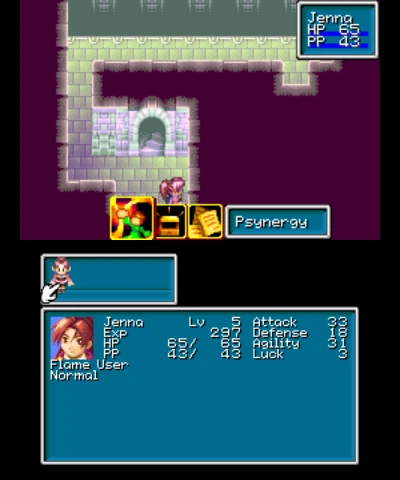 Jenna
HP 65
PP 43
Psynergy
Jenna Lv 5 Attack 33
Exp 297 Defense 18
HP 65/ 65 Agility 31
PP 43/ 43 Luck 3
Flame User
Normal